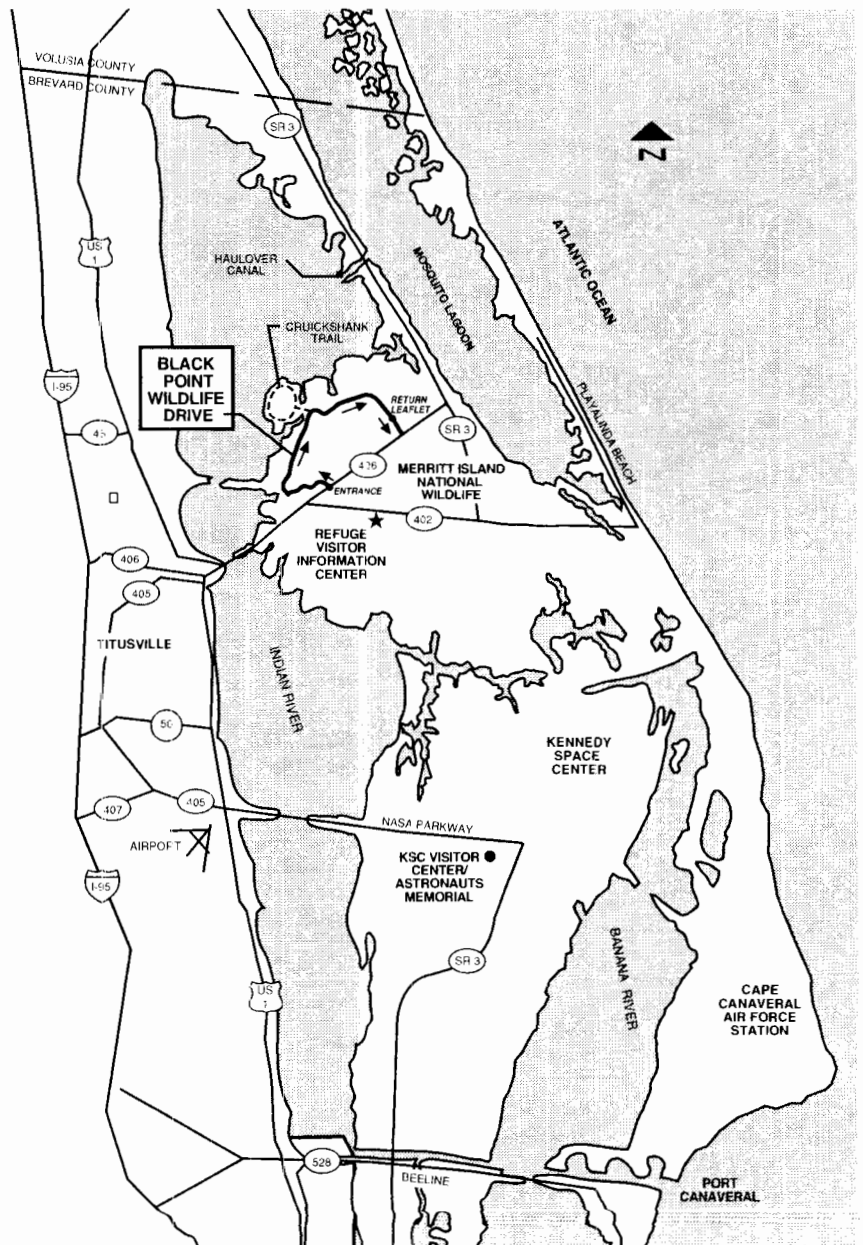 VOLUSIA COUNTY
BREVARD COUNTY
SR 3
N
US
1
ATLANTIC OCEAN
HAULOVER
CANAL
MOSQUITO LAGOON
CRUICKSHANK
TRAIL
BLACK
POINT
WILDLIFE
DRIVE
I-95
RETURN
LEAFLET
PLAYALINDA BEACH
SR 3
MERRITT ISLAND
NATIONAL
WILDLIFE
ENTRANCE
402
REFUGE
VISITOR
INFORMATION
CENTER
406
405
TITUSVILLE
INDIAN RIVER
50
KENNEDY
SPACE
CENTER
407
405
NASA PARKWAY
AIRPORT
KSC VISITOR
CENTER/
ASTRONAUTS
MEMORIAL
I-95
BANANA RIVER
SR 3
US
1
CAPE
CANAVERAL
AIR FORCE
STATION
528
BEELINE
PORT
CANAVERAL